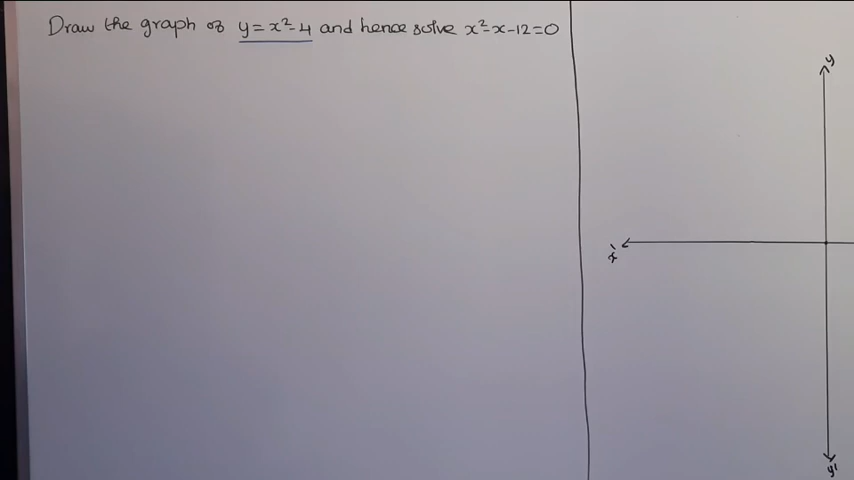 Draw the graph of y = x²-4 and hence solve x²-x-12=0
y
x'
y'